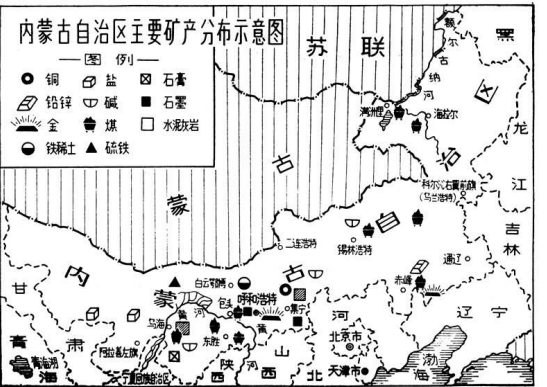 内蒙古自治区主要矿产分布示意图
图 例
铜 盐 石膏
铅锌 碱 石墨
金 煤 水泥灰岩
铁稀土 硫铁
苏联
额尔古纳河
黑龙江
满洲里
海拉尔
区
治
蒙古
科尔沁右翼前旗
(乌兰浩特)
吉林
自
二连浩特
锡林浩特
通辽
赤峰
辽宁
内
蒙
古
白云鄂博
呼和浩特
集宁
包头
黄河
乌海
东胜
阿拉善左旗
甘肃
青海
青海湖
宁夏回族自治区
陕西
黄河
山西
河北
北京市
天津市
渤海